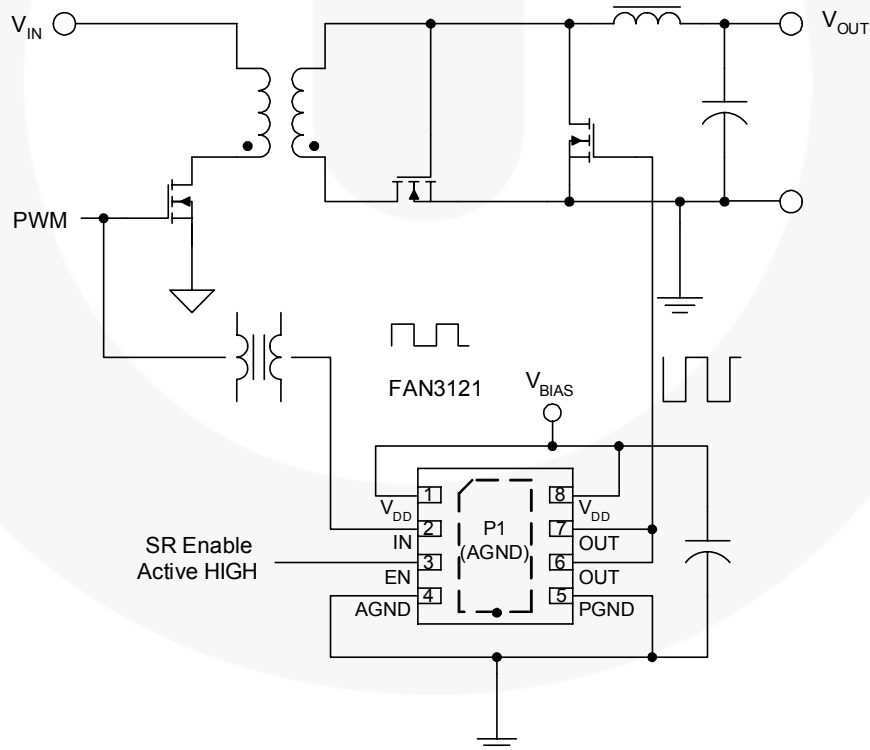 V_IN
V_OUT
PWM
FAN3121
V_BIAS
1
8
V_DD
V_DD
P1
(AGND)
2
7
IN
OUT
SR Enable
Active HIGH
3
6
EN
OUT
4
5
AGND
PGND